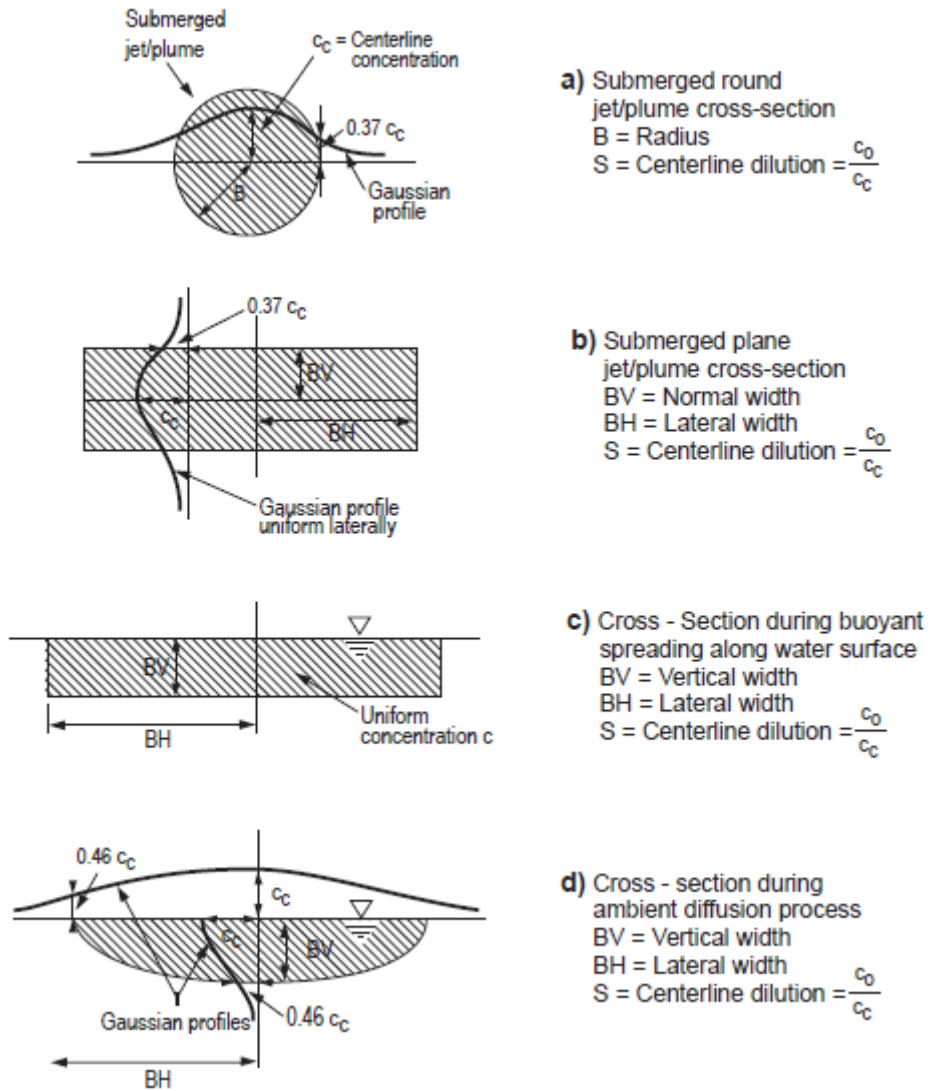 Submerged
jet/plume
c_C = Centerline
concentration
0.37 c_C
B
Gaussian
profile
a) Submerged round
jet/plume cross-section
B = Radius
S = Centerline dilution = c_o/c_C
0.37 c_C
BV
c_C
BH
Gaussian profile
uniform laterally
b) Submerged plane
jet/plume cross-section
BV = Normal width
BH = Lateral width
S = Centerline dilution = c_o/c_C
BV
BH
Uniform
concentration c
c) Cross - Section during buoyant
spreading along water surface
BV = Vertical width
BH = Lateral width
S = Centerline dilution = c_o/c_C
0.46 c_C
c_C
c_C
BV
Gaussian profiles
0.46 c_C
BH
d) Cross - section during
ambient diffusion process
BV = Vertical width
BH = Lateral width
S = Centerline dilution = c_o/c_C